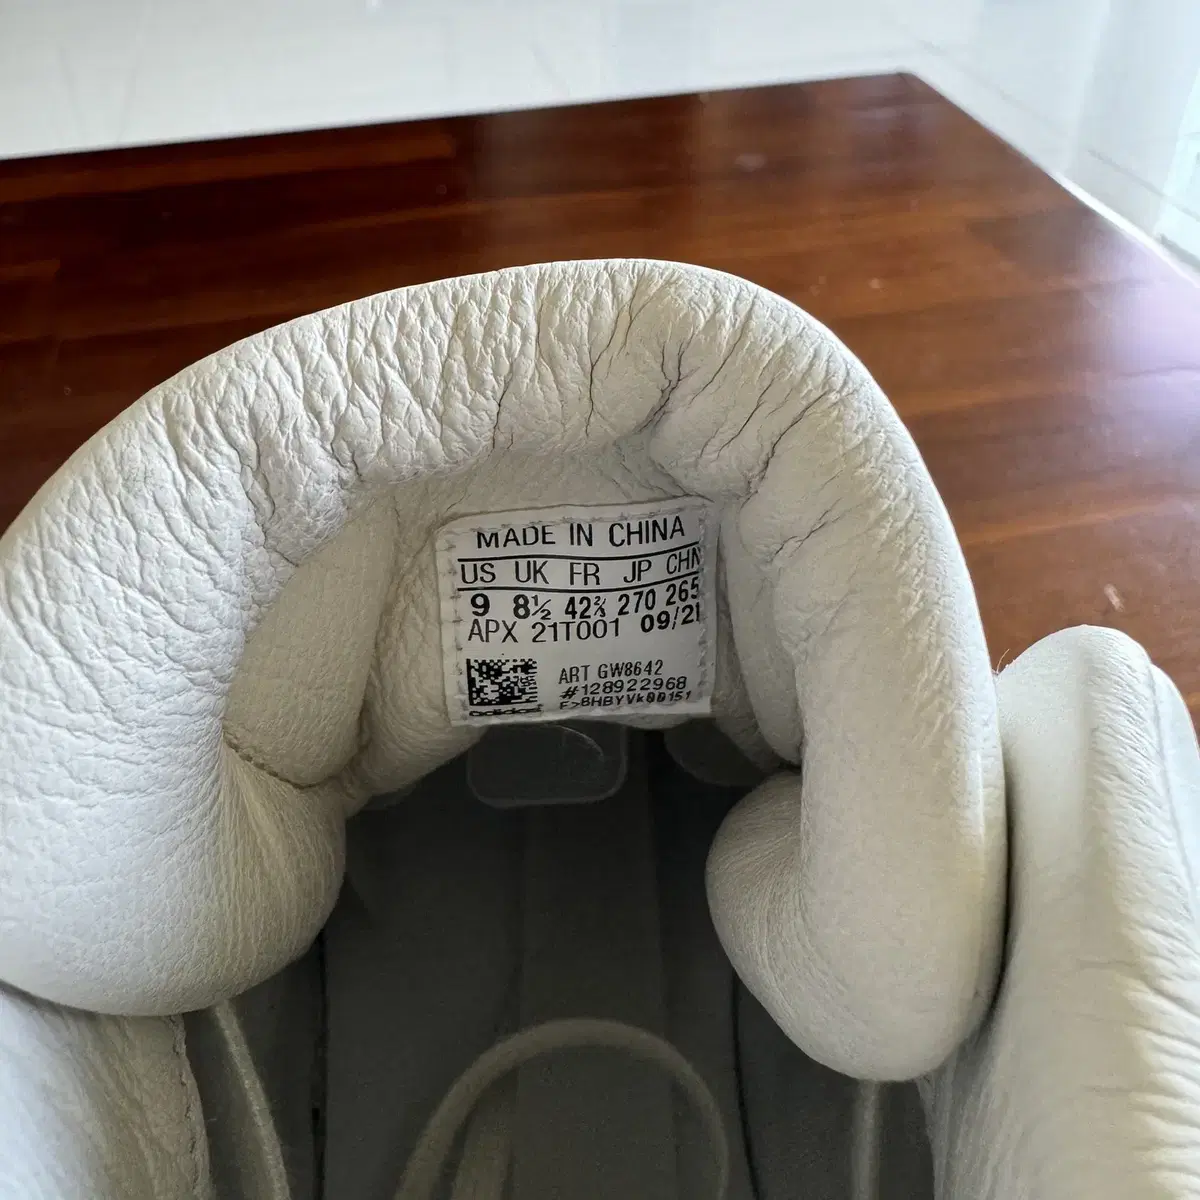 MADE IN CHINA
US UK FR JP CHN
9 8½ 42⅔ 270 265
APX 21T001 09/21
ART GW8642
#128922968
adidas